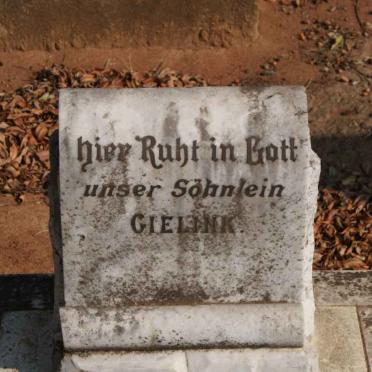 Hier Ruht in Gott
unser Söhnlein
GIELINK.